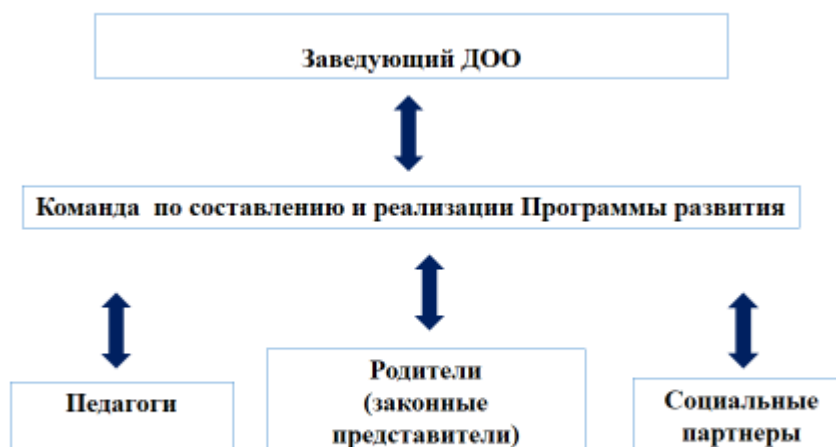 Заведующий ДОО
Команда по составлению и реализации Программы развития
Педагоги
Родители
(законные
представители)
Социальные
партнеры